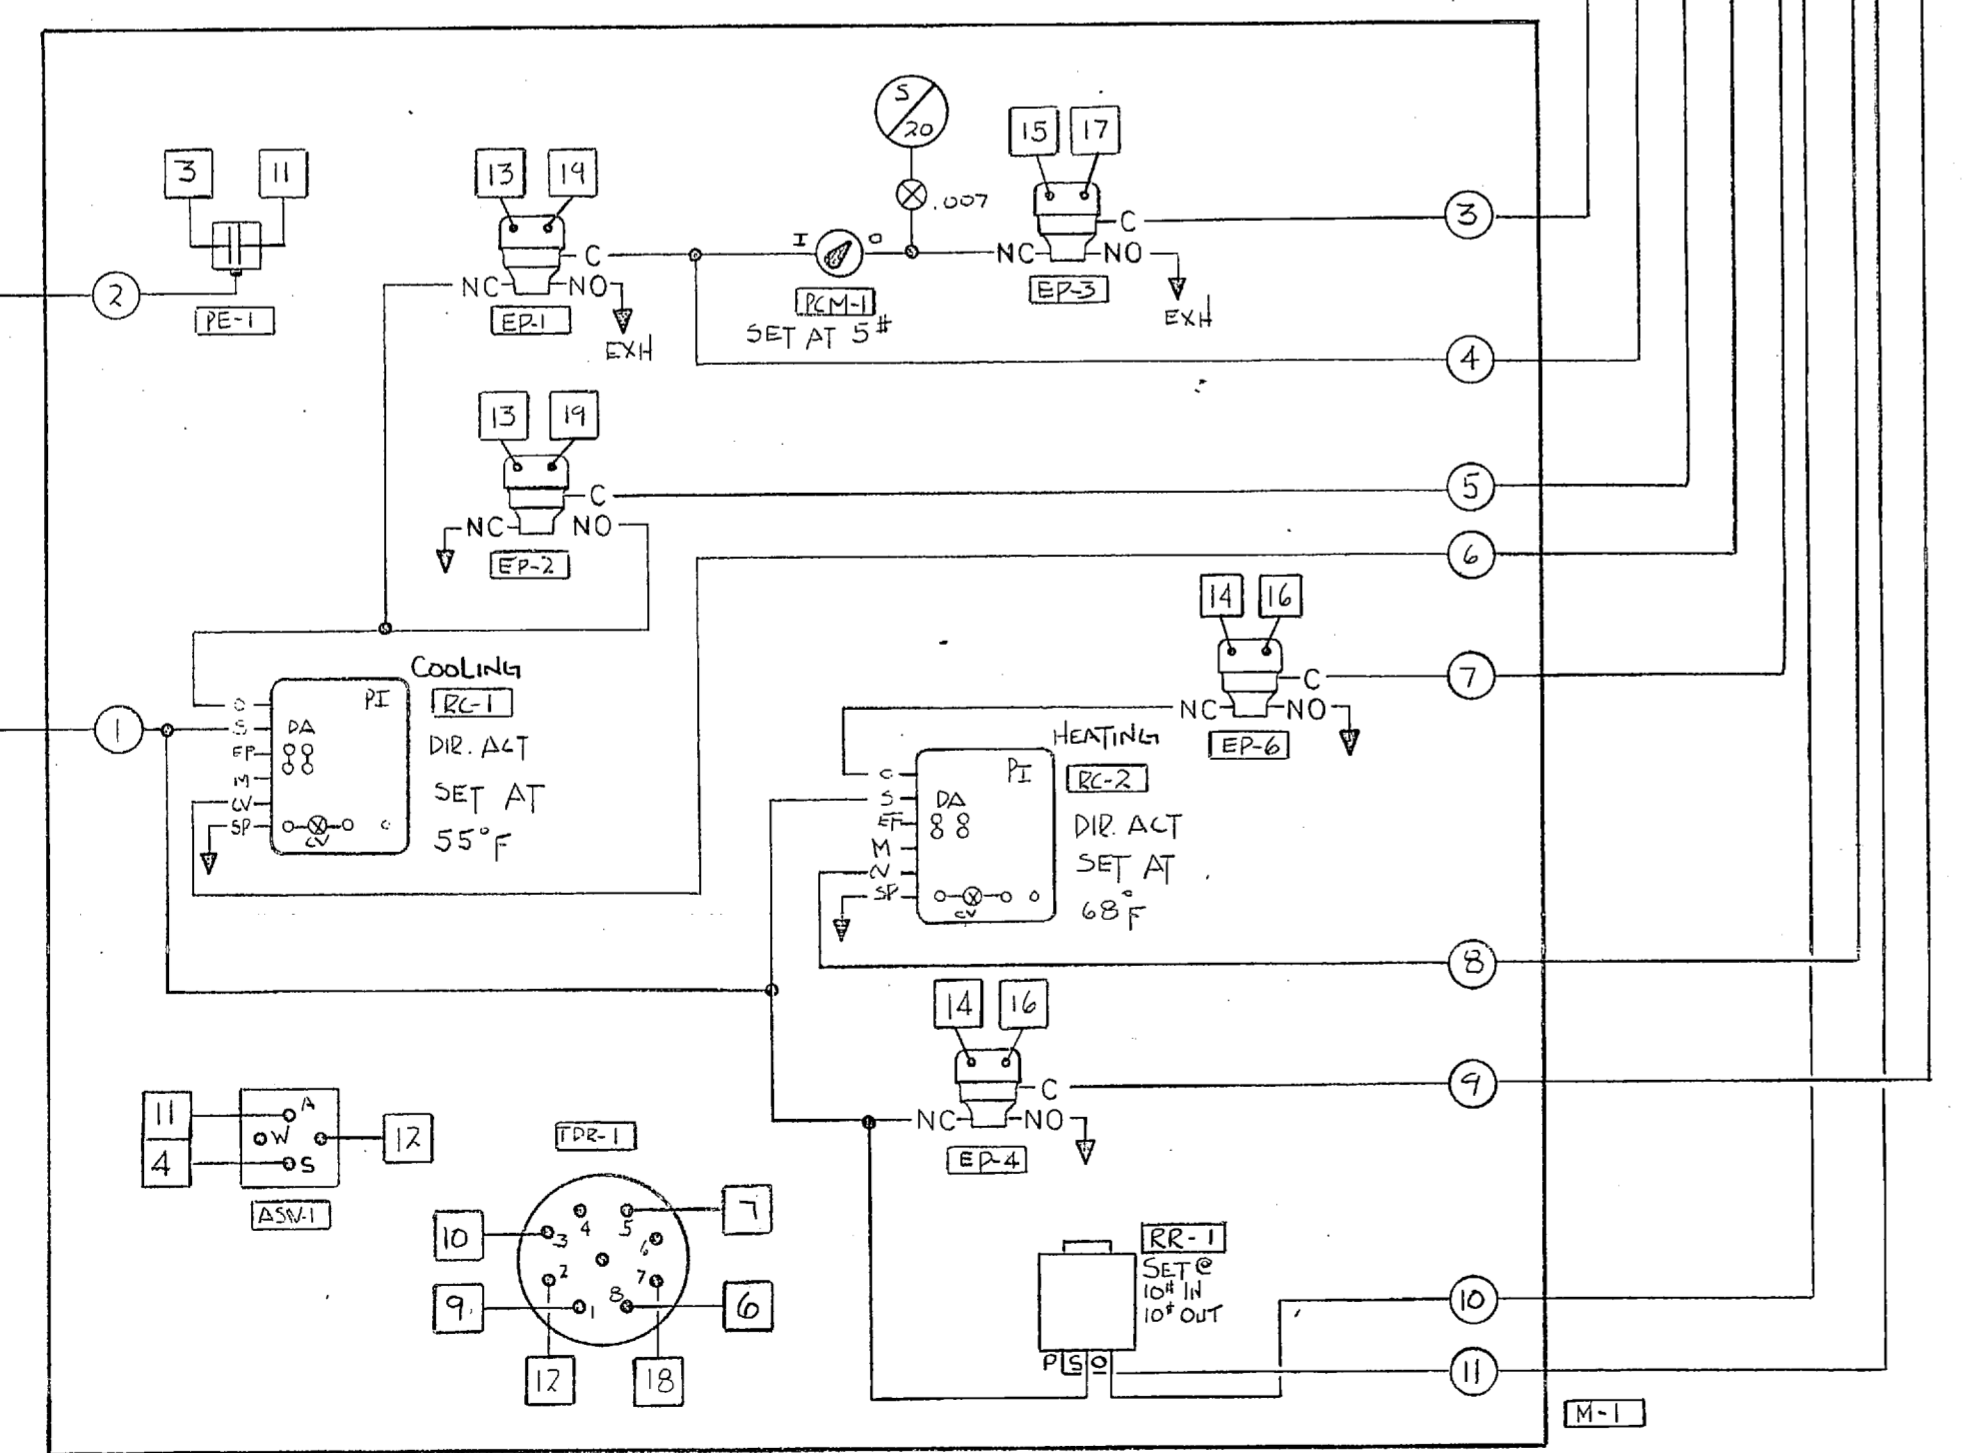 S
20
15
17
3
11
13
19
.007
C
3
I
O
C
NC
NO
NC
NO
2
PCM-1
EP-3
PE-1
EP-1
SET AT 5#
EXH
EXH
4
13
19
C
5
NC
NO
6
EP-2
14
16
COOLING
C
7
PI
RC-1
NC
NO
O
1
S
DA
DIR. ACT
HEATING
EP-6
EP
PI
RC-2
M
SET AT
C
CV
S
DA
SP
CV
55°F
EP
DIR. ACT
M
SET AT
CV
SP
CV
68°F
8
14
16
C
9
11
A
W
12
NC
NO
4
S
TDR-1
EP-4
ASV-1
4
5
7
RR-1
10
3
6
SET @
10# IN
2
7
10# OUT
10
9
1
8
6
P
S
O
11
12
18
M-1